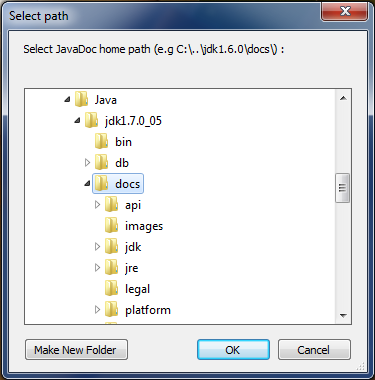 Select path
Select JavaDoc home path (e.g C:\..\jdk1.6.0\docs\) :
Java
jdk1.7.0_05
bin
db
docs
api
images
jdk
jre
legal
platform
Make New Folder
OK
Cancel